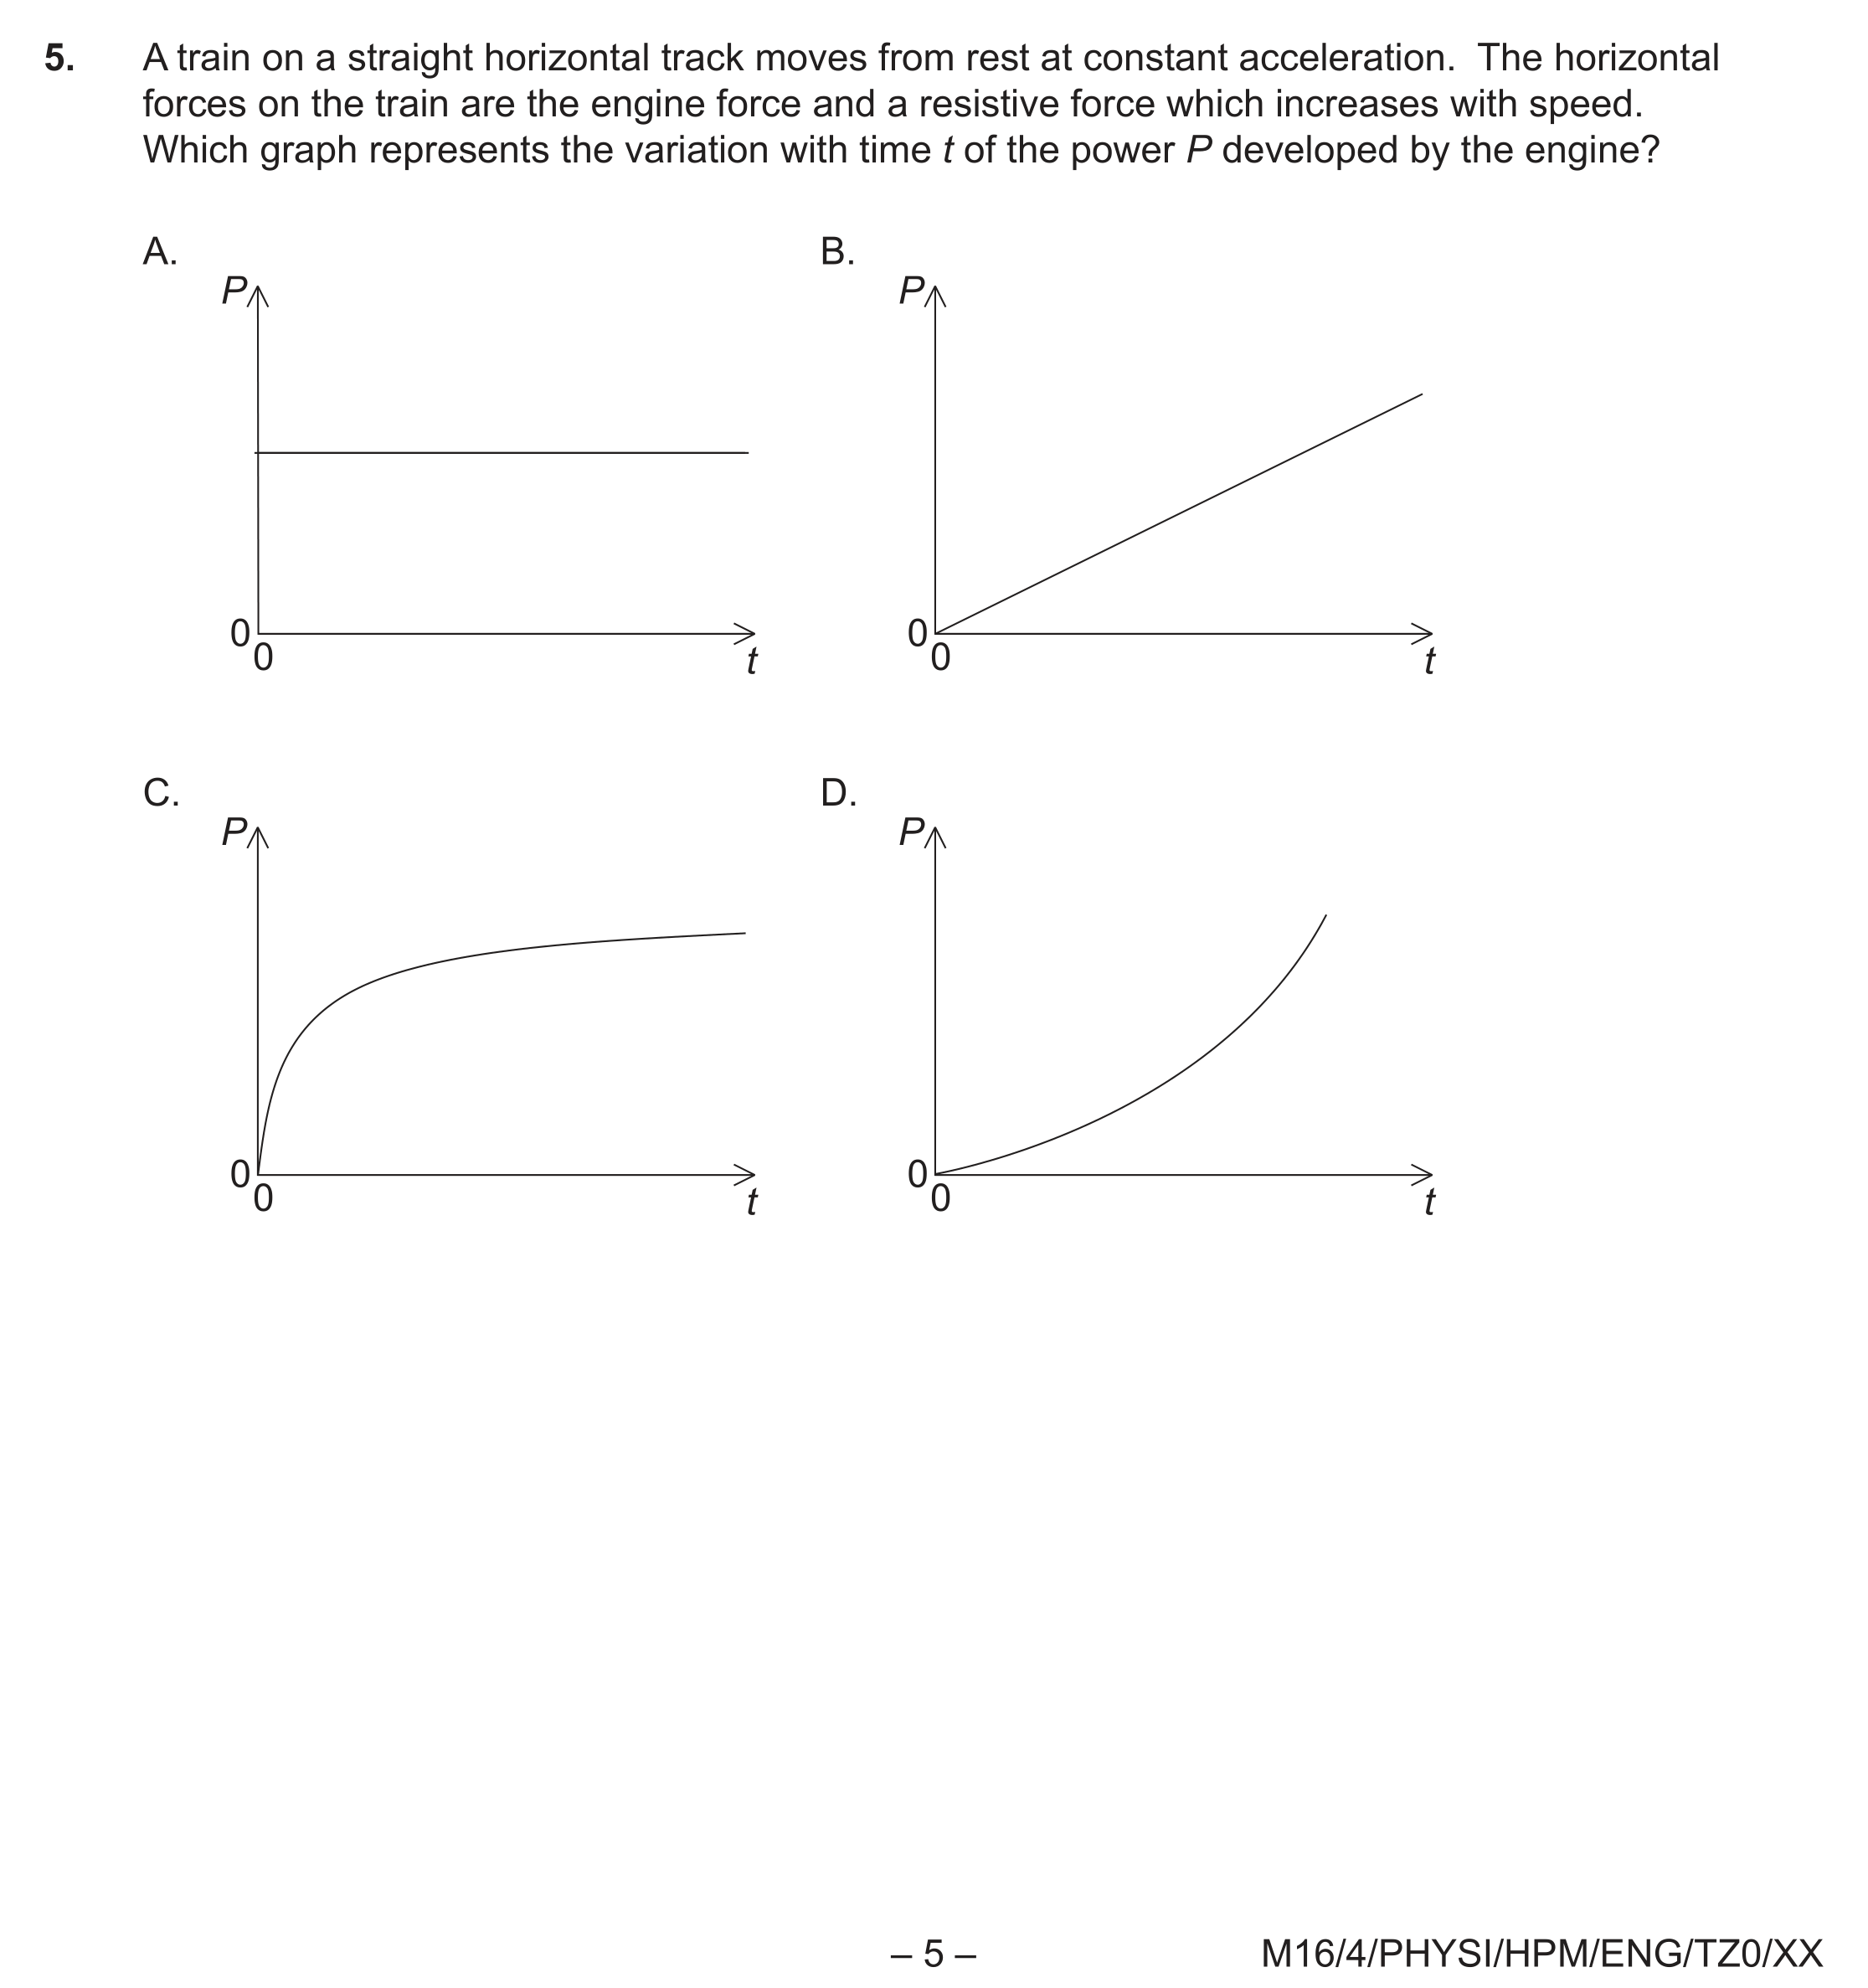 5. A train on a straight horizontal track moves from rest at constant acceleration. The horizontal
forces on the train are the engine force and a resistive force which increases with speed.
Which graph represents the variation with time t of the power P developed by the engine?
A.
B.
P
P
0
0
0
t
0
t
C.
D.
P
P
0
0
0
t
0
t
– 5 –
M16/4/PHYSI/HPM/ENG/TZ0/XX